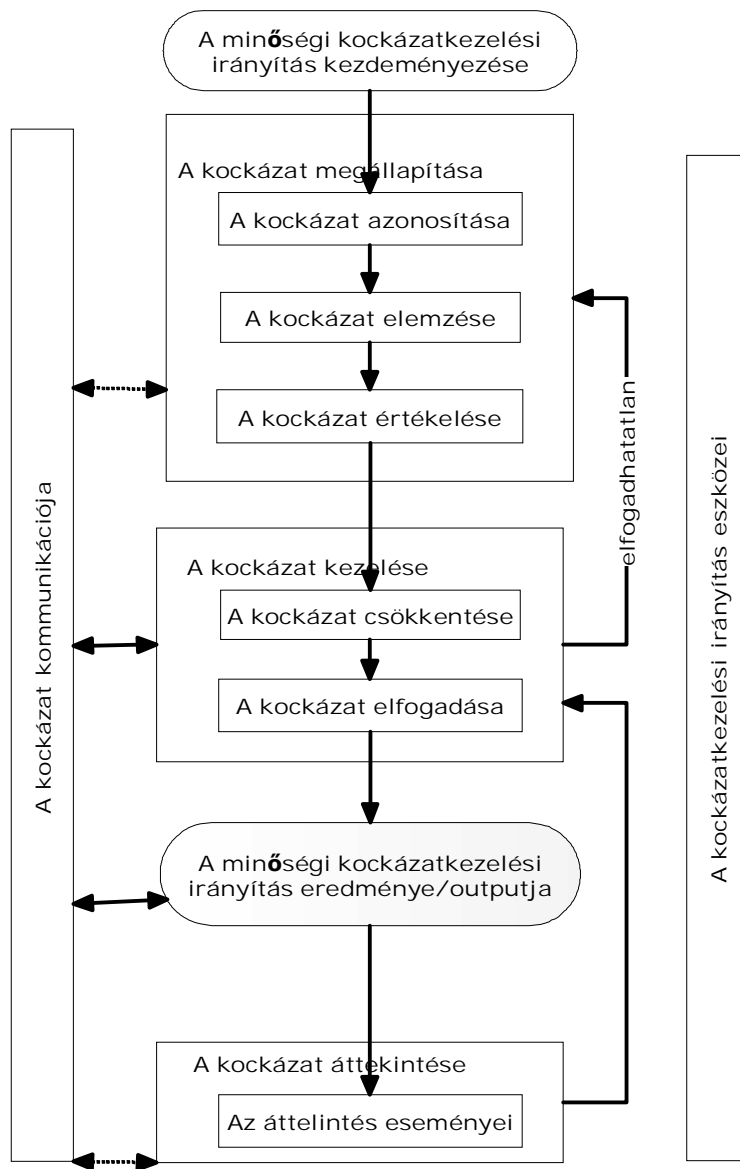 A minőségi kockázatkezelési
irányítás kezdeményezése
A kockázat megállapítása
A kockázat azonosítása
A kockázat elemzése
A kockázat értékelése
elfogadhatatlan
A kockázat kommunikációja
A kockázatkezelési irányítás eszközei
A kockázat kezelése
A kockázat csökkentése
A kockázat elfogadása
A minőségi kockázatkezelési
irányítás eredménye/outputja
A kockázat áttekintése
Az áttelintés eseményei